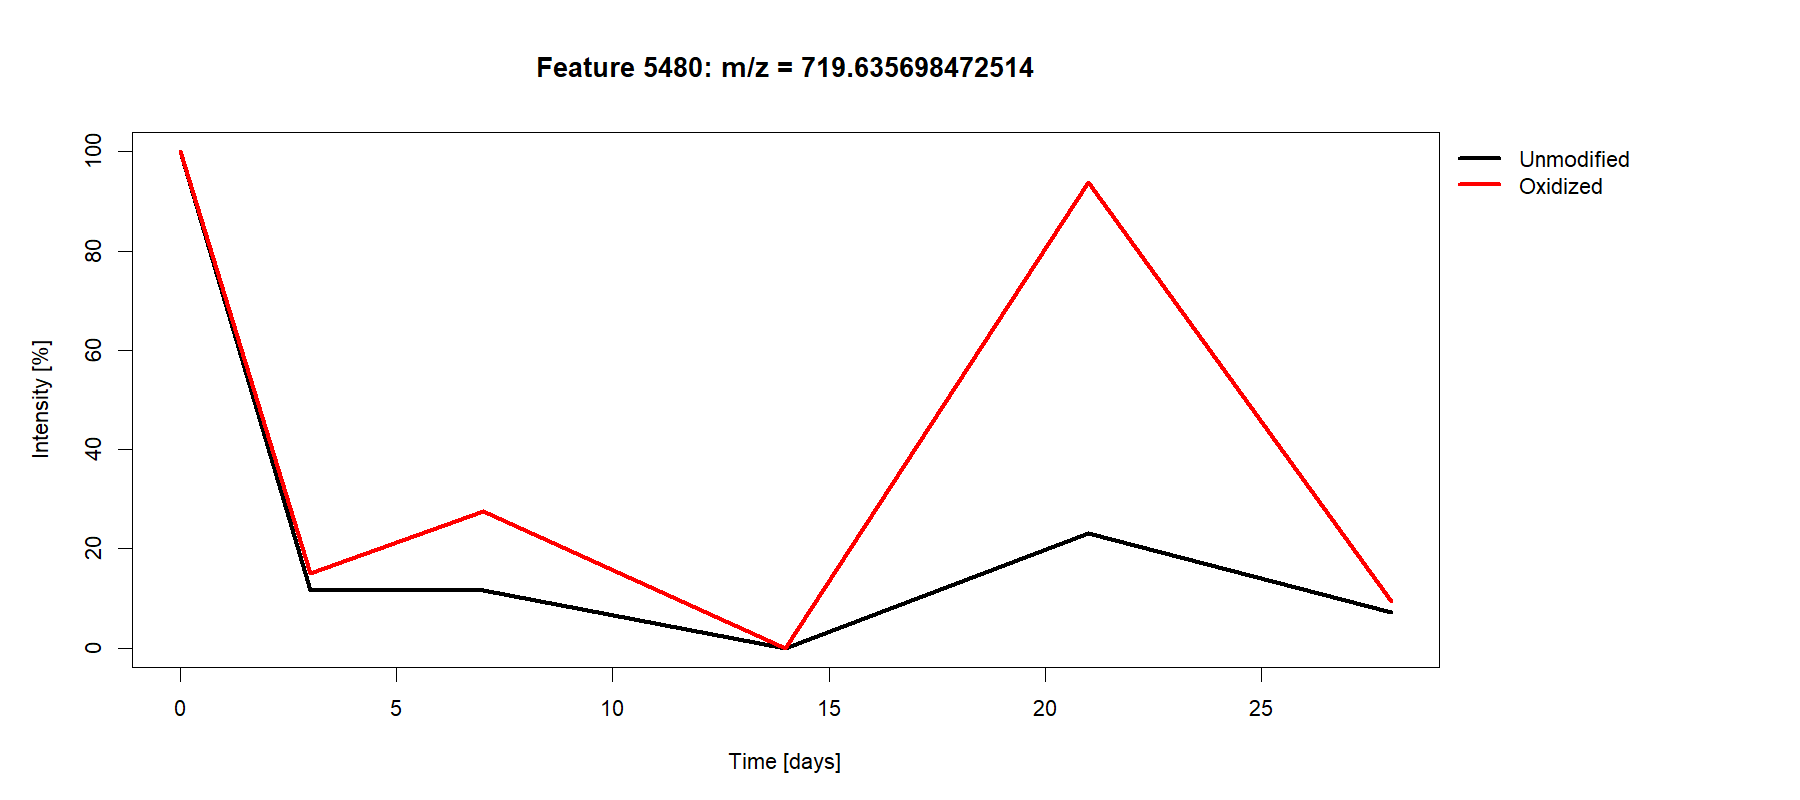 Feature 5480: m/z = 719.635698472514
Unmodified
Oxidized
Intensity [%]
100
80
60
40
20
0
0 5 10 15 20 25
Time [days]